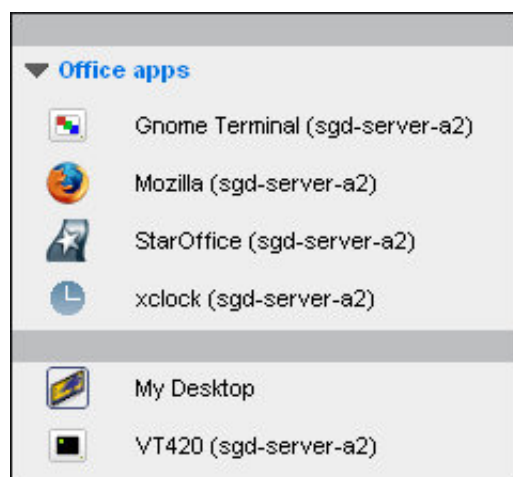 Office apps
Gnome Terminal (sgd-server-a2)
Mozilla (sgd-server-a2)
StarOffice (sgd-server-a2)
xclock (sgd-server-a2)
My Desktop
VT420 (sgd-server-a2)